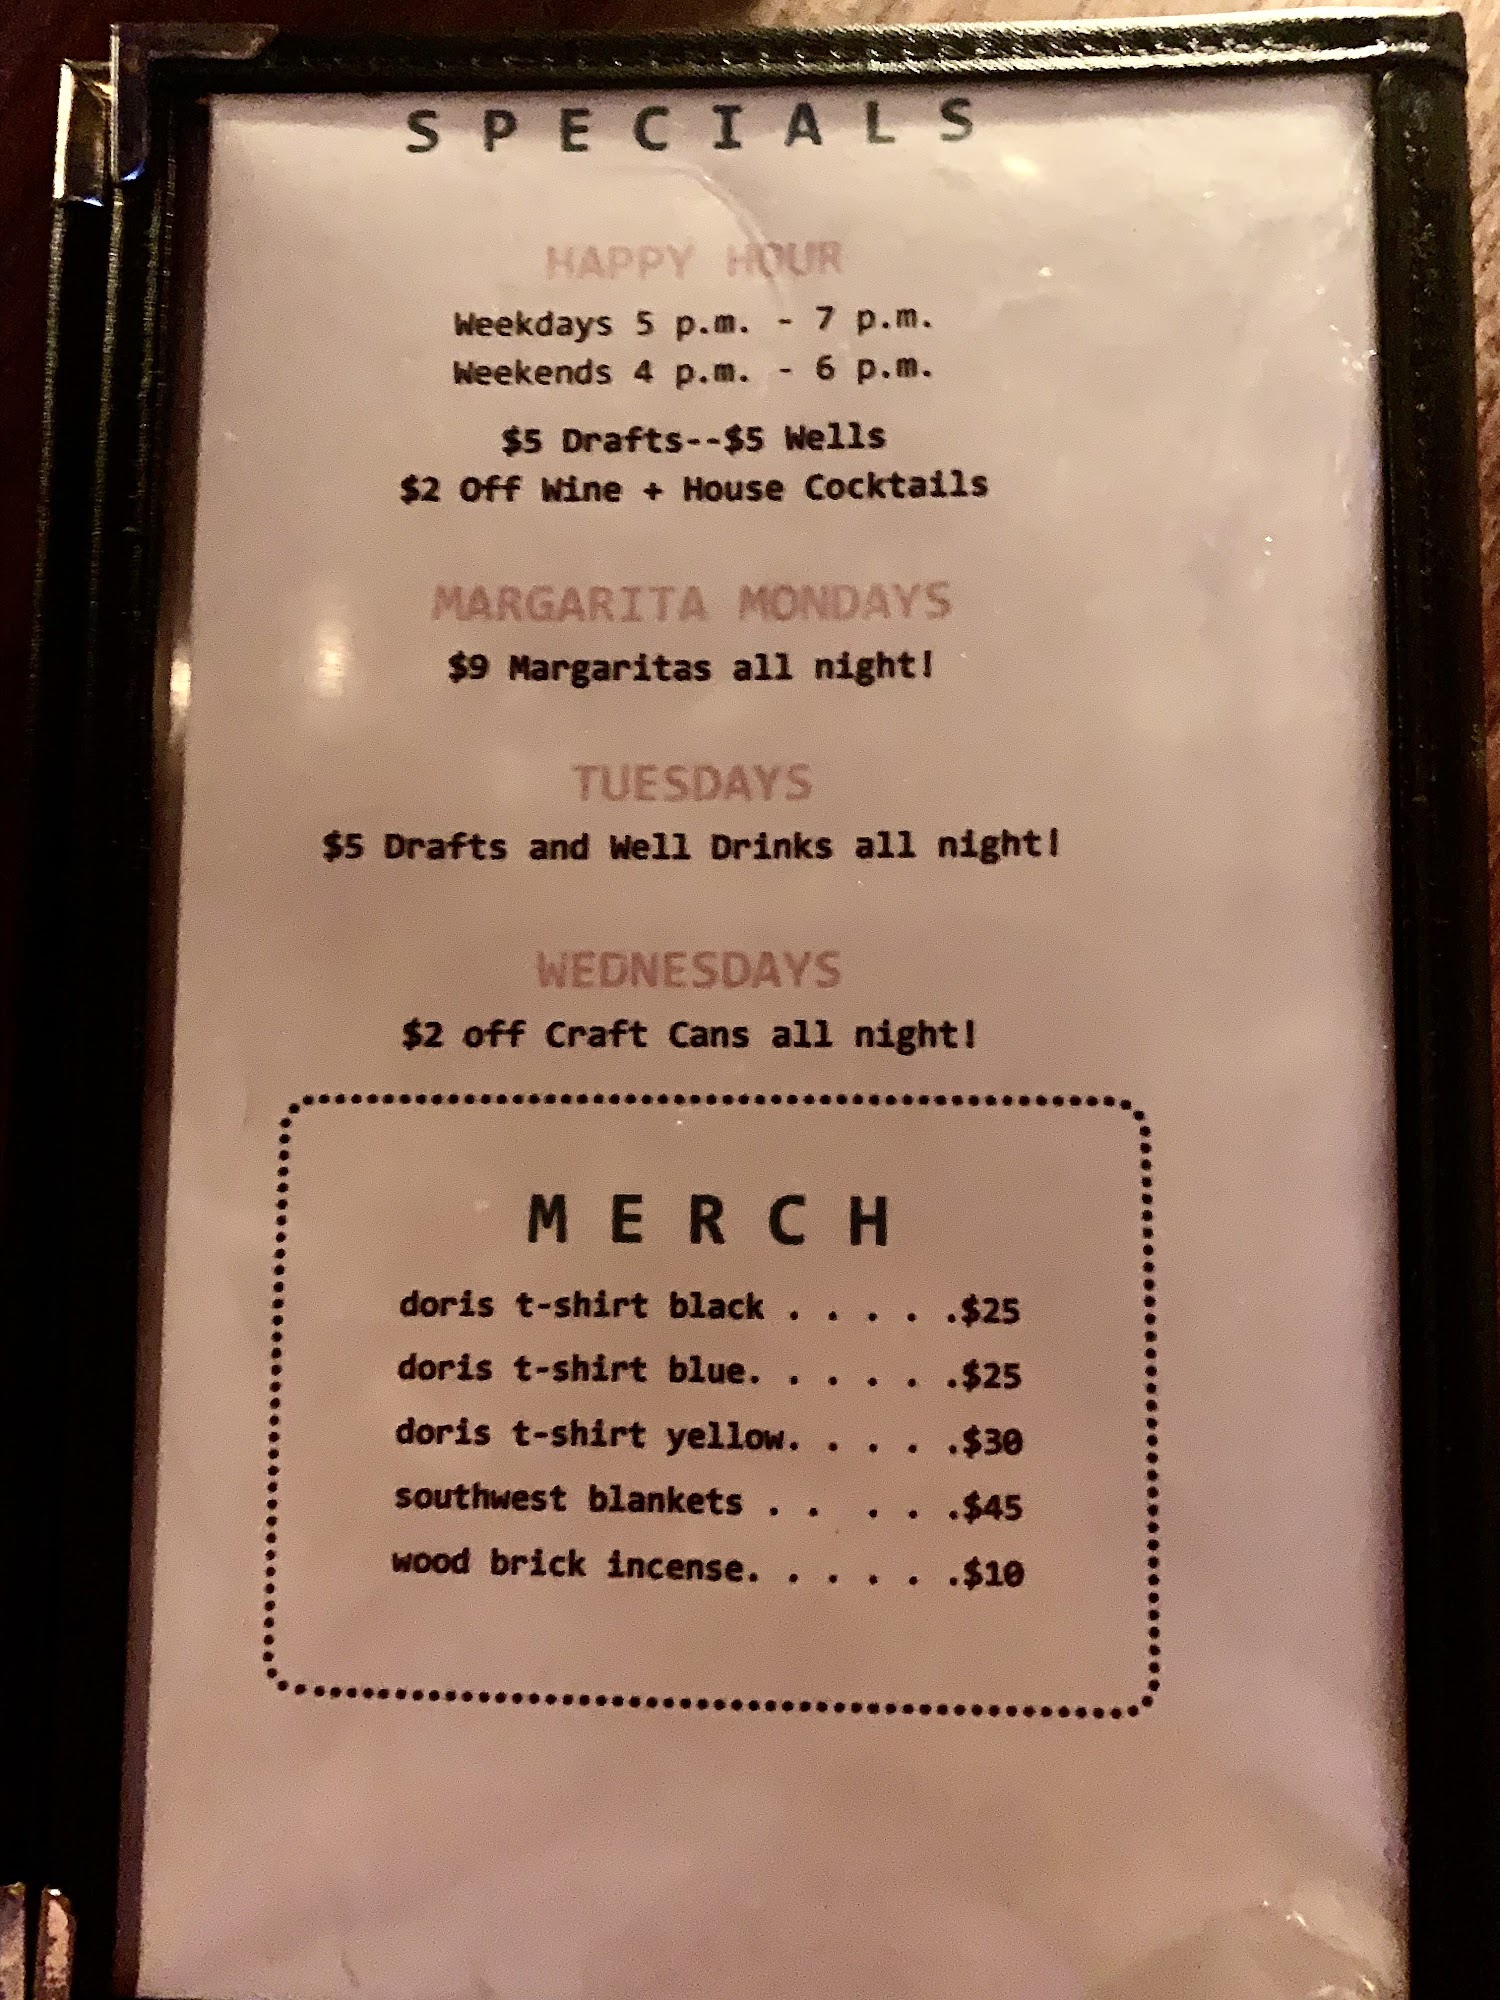 SPECIALS
HAPPY HOUR
Weekdays 5 p.m. - 7 p.m.
Weekends 4 p.m. - 6 p.m.
$5 Drafts--$5 Wells
$2 Off Wine + House Cocktails
MARGARITA MONDAYS
$9 Margaritas all night!
TUESDAYS
$5 Drafts and Well Drinks all night!
WEDNESDAYS
$2 off Craft Cans all night!
MERCH
doris t-shirt black . . . . .$25
doris t-shirt blue. . . . . .$25
doris t-shirt yellow. . . . .$30
southwest blankets . . . . .$45
wood brick incense. . . . . .$10